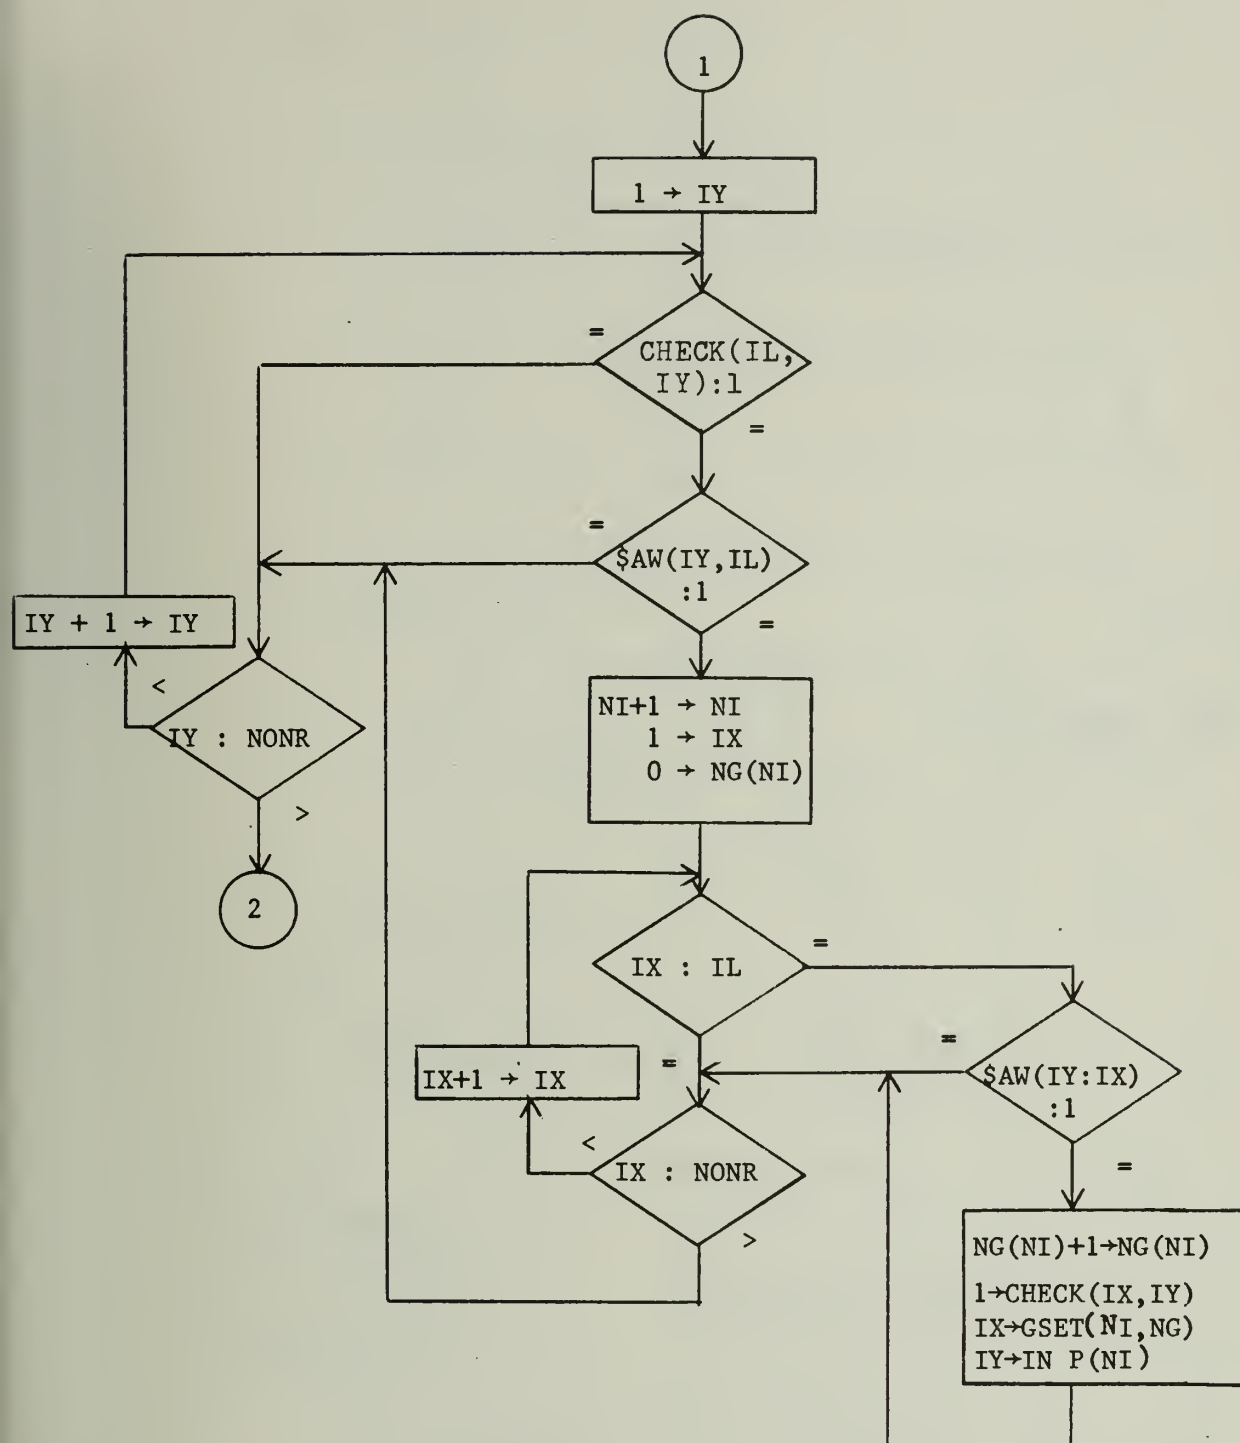 1
1 → IY
=
CHECK(IL,
IY):1
=
=
$AW(IY,IL)
:1
=
IY + 1 → IY
<
IY : NONR
>
2
NI+1 → NI
1 → IX
0 → NG(NI)
=
IX : IL
=
IX+1 → IX
<
IX : NONR
>
=
$AW(IY:IX)
:1
=
NG(NI)+1→NG(NI)
1→CHECK(IX,IY)
IX→GSET(NI,NG)
IY→IN P(NI)